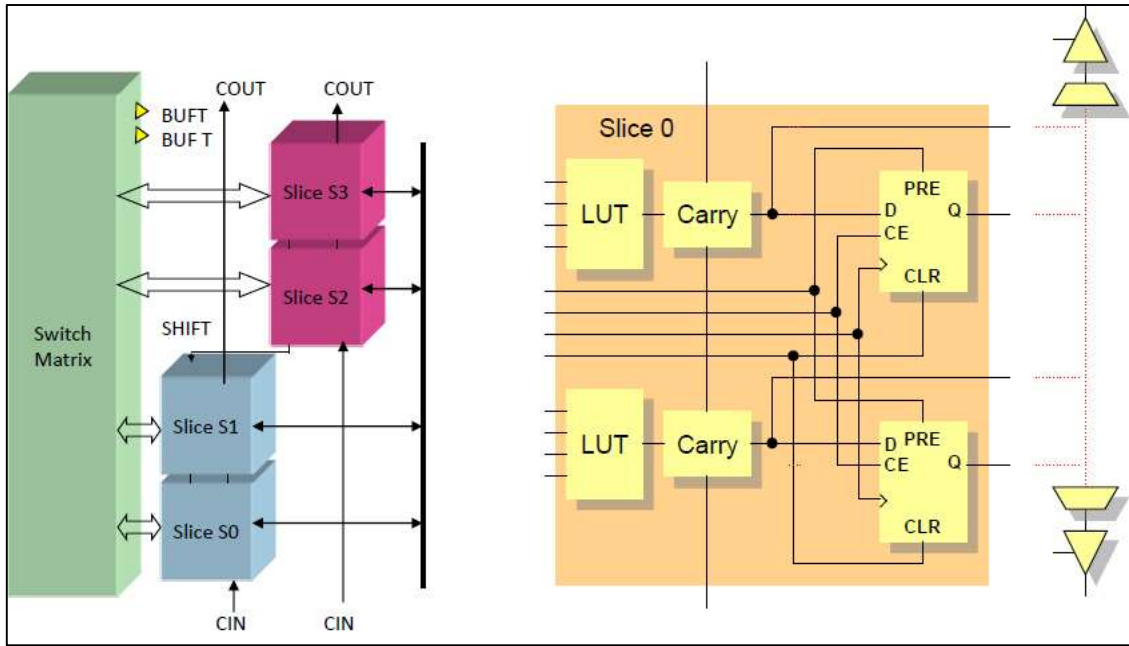 COUT
COUT
BUFT
BUF T
Slice S3
Slice S2
SHIFT
Switch
Matrix
Slice S1
Slice S0
CIN
CIN
Slice 0
LUT
Carry
PRE
D
Q
CE
CLR
LUT
Carry
PRE
D
Q
CE
CLR